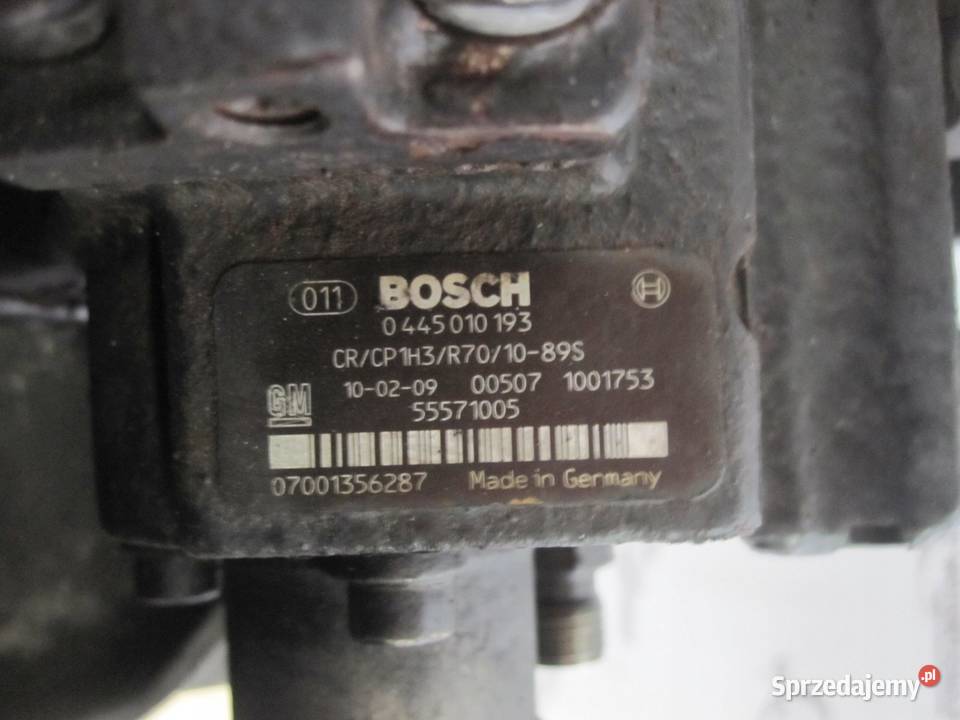 011 BOSCH
0 445 010 193
CR/CP1H3/R70/10-89S
GM 10-02-09 00507 1001753
55571005
07001356287 Made in Germany
Sprzedajemy.pl